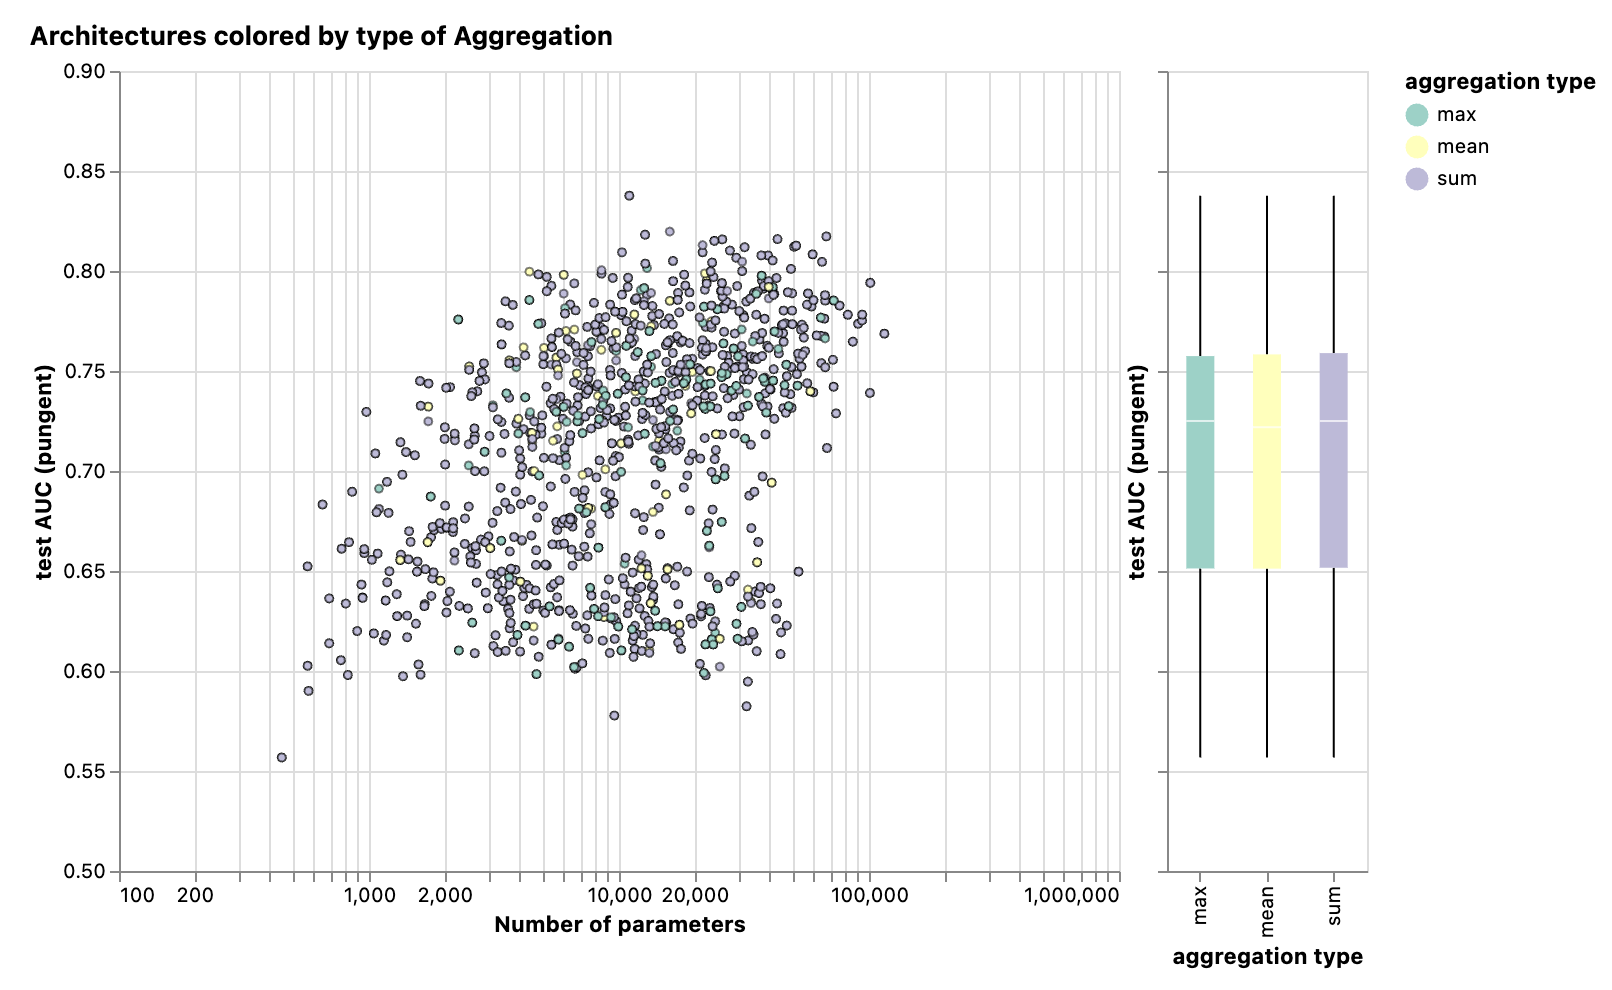 Architectures colored by type of Aggregation
0.90
0.85
0.80
0.75
0.70
0.65
0.60
0.55
0.50
test AUC (pungent)
100 200 1,000 2,000 10,000 20,000 100,000 1,000,000
Number of parameters
test AUC (pungent)
max
mean
sum
aggregation type
aggregation type
max
mean
sum